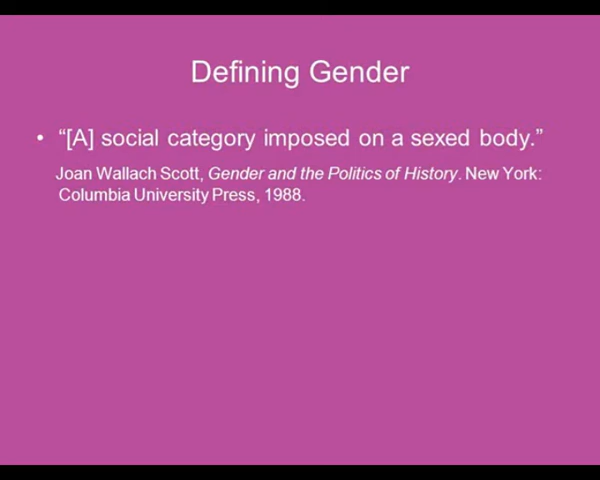 Defining Gender
• “[A] social category imposed on a sexed body.”
Joan Wallach Scott, Gender and the Politics of History. New York:
Columbia University Press, 1988.